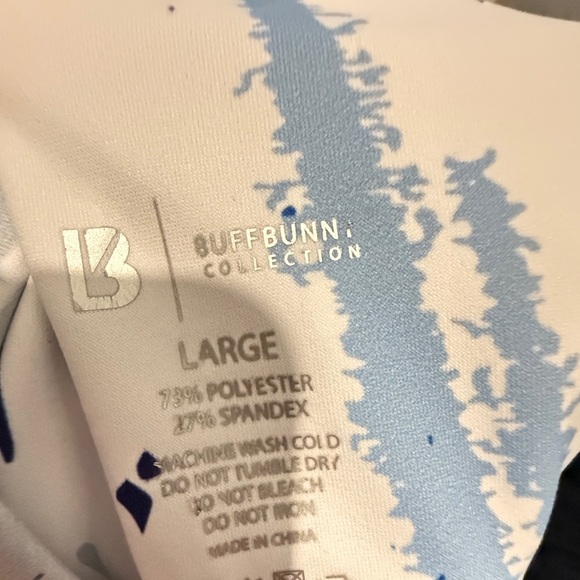 BUFFBUNNY
COLLECTION
LARGE
73% POLYESTER
27% SPANDEX
MACHINE WASH COLD
DO NOT TUMBLE DRY
DO NOT BLEACH
DO NOT IRON
MADE IN CHINA